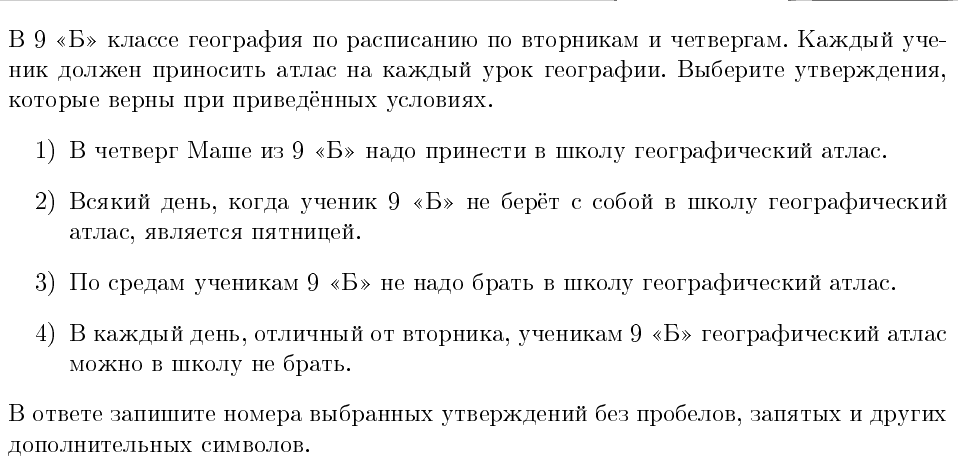 В 9 «Б» классе география по расписанию по вторникам и четвергам. Каждый уче-
ник должен приносить атлас на каждый урок географии. Выберите утверждения,
которые верны при приведённых условиях.
1) В четверг Маше из 9 «Б» надо принести в школу географический атлас.
2) Всякий день, когда ученик 9 «Б» не берёт с собой в школу географический
атлас, является пятницей.
3) По средам ученикам 9 «Б» не надо брать в школу географический атлас.
4) В каждый день, отличный от вторника, ученикам 9 «Б» географический атлас
можно в школу не брать.
В ответе запишите номера выбранных утверждений без пробелов, запятых и других
дополнительных символов.